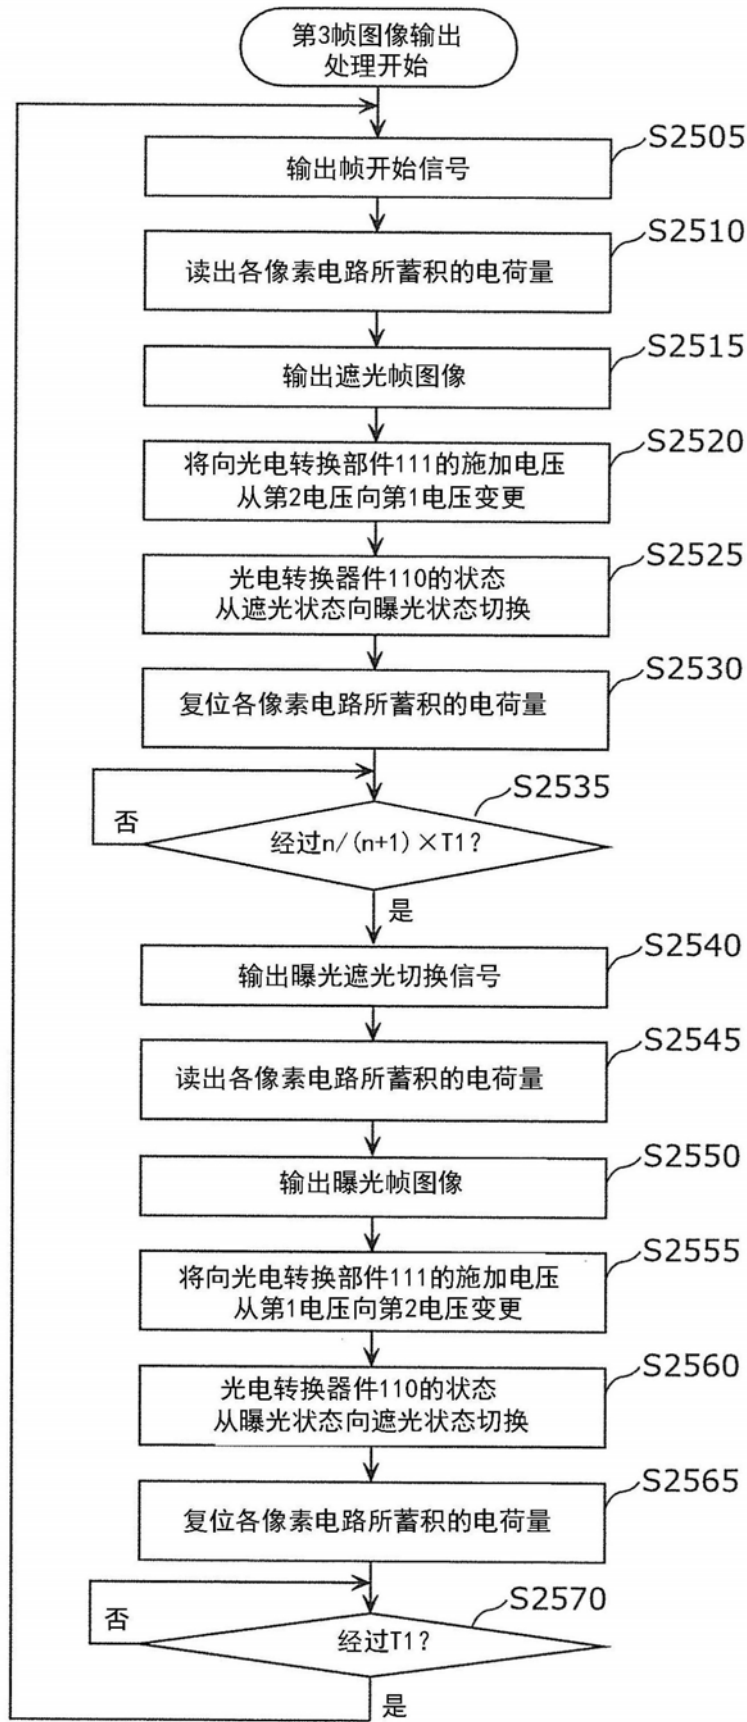 第3帧图像输出
处理开始
S2505
输出帧开始信号
S2510
读出各像素电路所蓄积的电荷量
S2515
输出遮光帧图像
S2520
将向光电转换部件111的施加电压
从第2电压向第1电压变更
S2525
光电转换器件110的状态
从遮光状态向曝光状态切换
S2530
复位各像素电路所蓄积的电荷量
S2535
否
经过n/(n+1)×T1?
是
S2540
输出曝光遮光切换信号
S2545
读出各像素电路所蓄积的电荷量
S2550
输出曝光帧图像
S2555
将向光电转换部件111的施加电压
从第1电压向第2电压变更
S2560
光电转换器件110的状态
从曝光状态向遮光状态切换
S2565
复位各像素电路所蓄积的电荷量
S2570
否
经过T1?
是